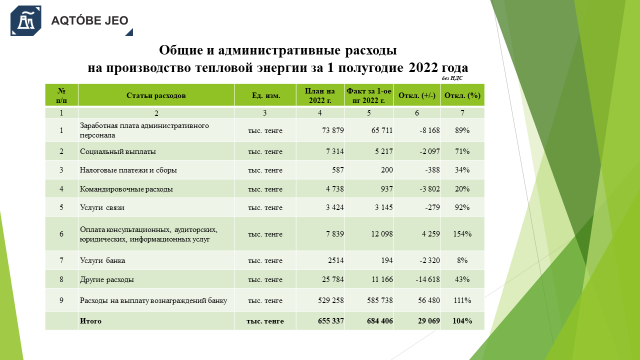 AQTÓBE JEO
Общие и административные расходы
на производство тепловой энергии за 1 полугодие 2022 года
без НДС
№ п/п Статьи расходов Ед. изм. План на 2022 г. Факт за 1-ое пг 2022 г. Откл. (+/-) Откл. (%)
1 2 3 4 5 6 7
1 Заработная плата административного персонала тыс. тенге 73 879 65 711 -8 168 89%
2 Социальный выплаты тыс. тенге 7 314 5 217 -2 097 71%
3 Налоговые платежи и сборы тыс. тенге 587 200 -388 34%
4 Командировочные расходы тыс. тенге 4 738 937 -3 802 20%
5 Услуги связи тыс. тенге 3 424 3 145 -279 92%
6 Оплата консультационных, аудиторских, юридических, информационных услуг тыс. тенге 7 839 12 098 4 259 154%
7 Услуги банка тыс. тенге 2514 194 -2 320 8%
8 Другие расходы тыс. тенге 25 784 11 166 -14 618 43%
9 Расходы на выплату вознаграждений банку тыс. тенге 529 258 585 738 56 480 111%
Итого тыс. тенге 655 337 684 406 29 069 104%